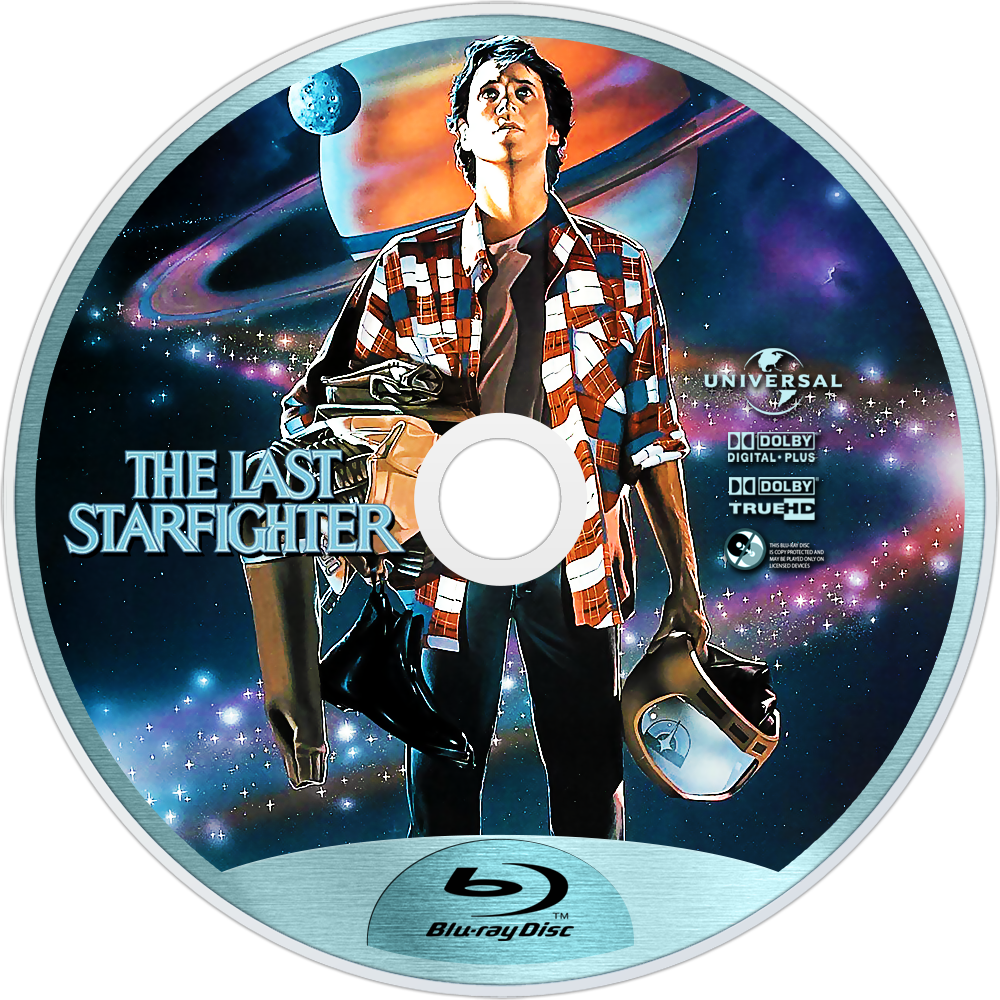 THE LAST
STARFIGHTER
UNIVERSAL
DOLBY
DIGITAL·PLUS
DOLBY®
TRUEHD
THIS BLU-RAY DISC
IS COPY PROTECTED AND
MAY BE PLAYED ONLY ON
LICENSED DEVICES
TM
Blu-ray Disc